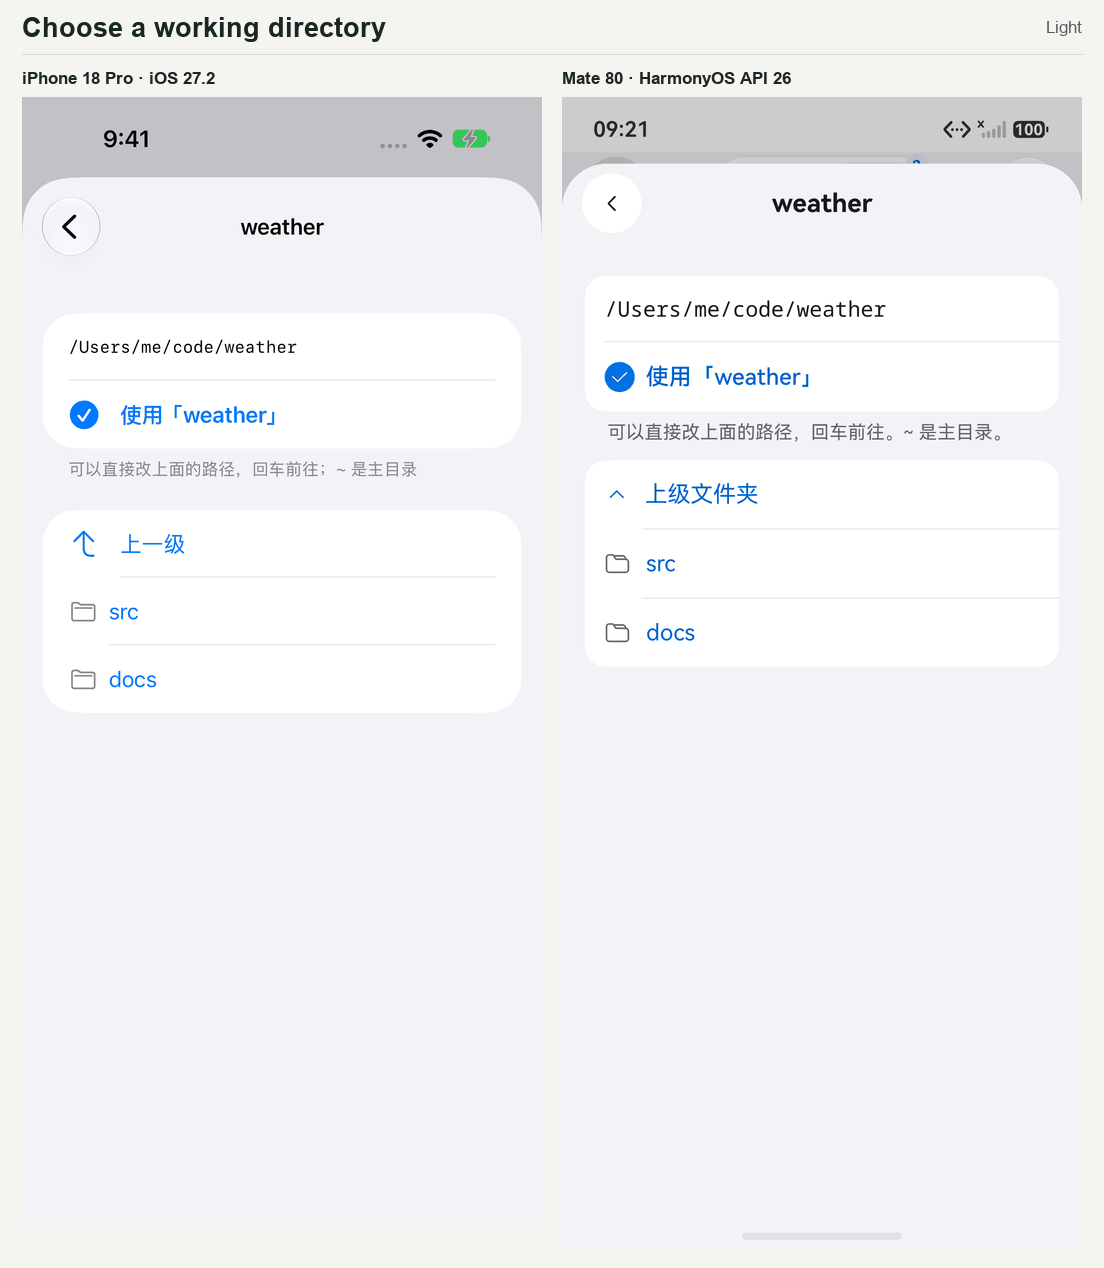 Choose a working directory
Light
iPhone 18 Pro · iOS 27.2
9:41
weather
/Users/me/code/weather
使用「weather」
可以直接改上面的路径，回车前往；~ 是主目录
上一级
src
docs
Mate 80 · HarmonyOS API 26
09:21
100
weather
/Users/me/code/weather
使用「weather」
可以直接改上面的路径，回车前往。~ 是主目录。
上级文件夹
src
docs